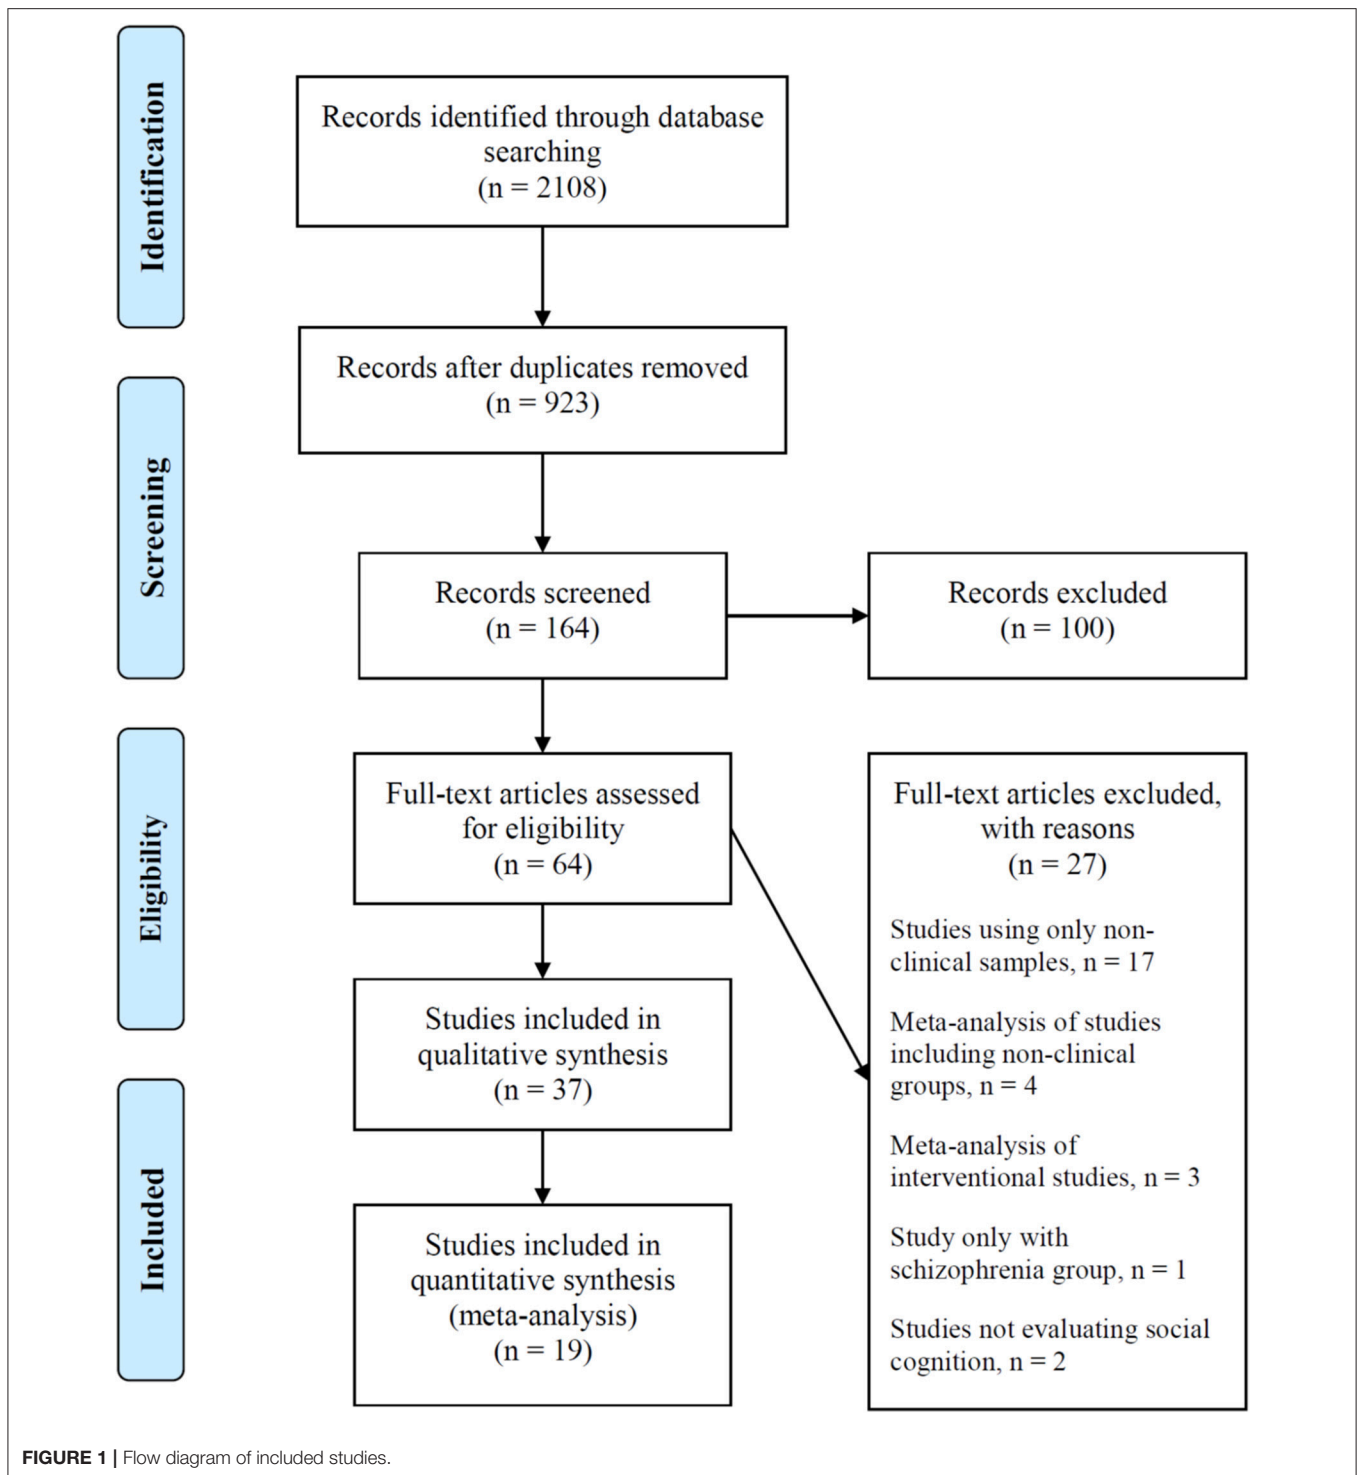 Identification
Records identified through database
searching
(n = 2108)
Records after duplicates removed
(n = 923)
Screening
Records screened
(n = 164)
Records excluded
(n = 100)
Eligibility
Full-text articles assessed
for eligibility
(n = 64)
Full-text articles excluded,
with reasons
(n = 27)
Studies using only non-
clinical samples, n = 17
Meta-analysis of studies
including non-clinical
groups, n = 4
Meta-analysis of
interventional studies, n = 3
Study only with
schizophrenia group, n = 1
Studies not evaluating social
cognition, n = 2
Studies included in
qualitative synthesis
(n = 37)
Included
Studies included in
quantitative synthesis
(meta-analysis)
(n = 19)
FIGURE 1 | Flow diagram of included studies.